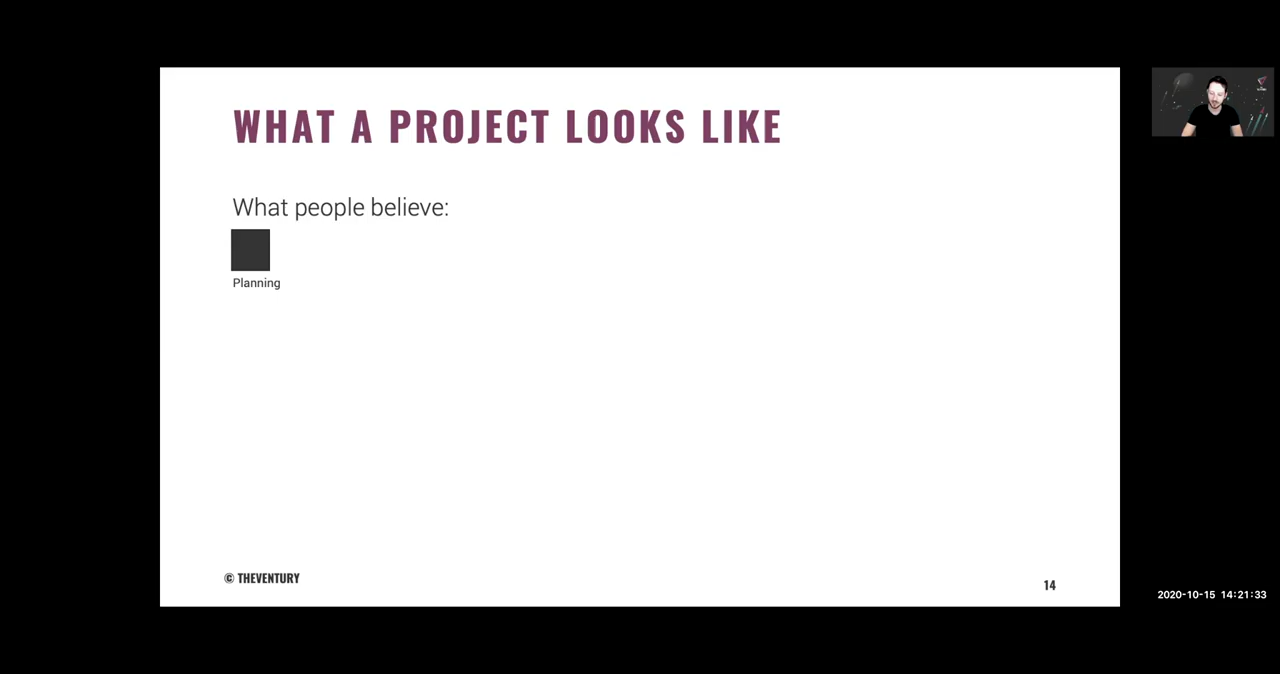 WHAT A PROJECT LOOKS LIKE
What people believe:
Planning
© THEVENTURY
14
2020-10-15 14:21:33